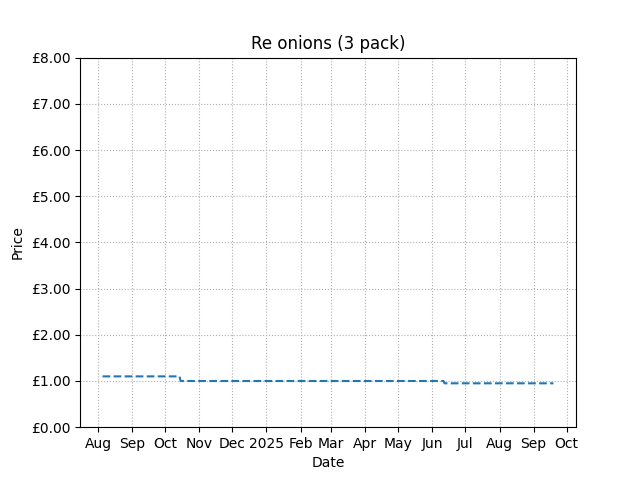 Re onions (3 pack)
£8.00
£7.00
£6.00
£5.00
£4.00
£3.00
£2.00
£1.00
£0.00
Price
Aug Sep Oct Nov Dec 2025 Feb Mar Apr May Jun Jul Aug Sep Oct
Date